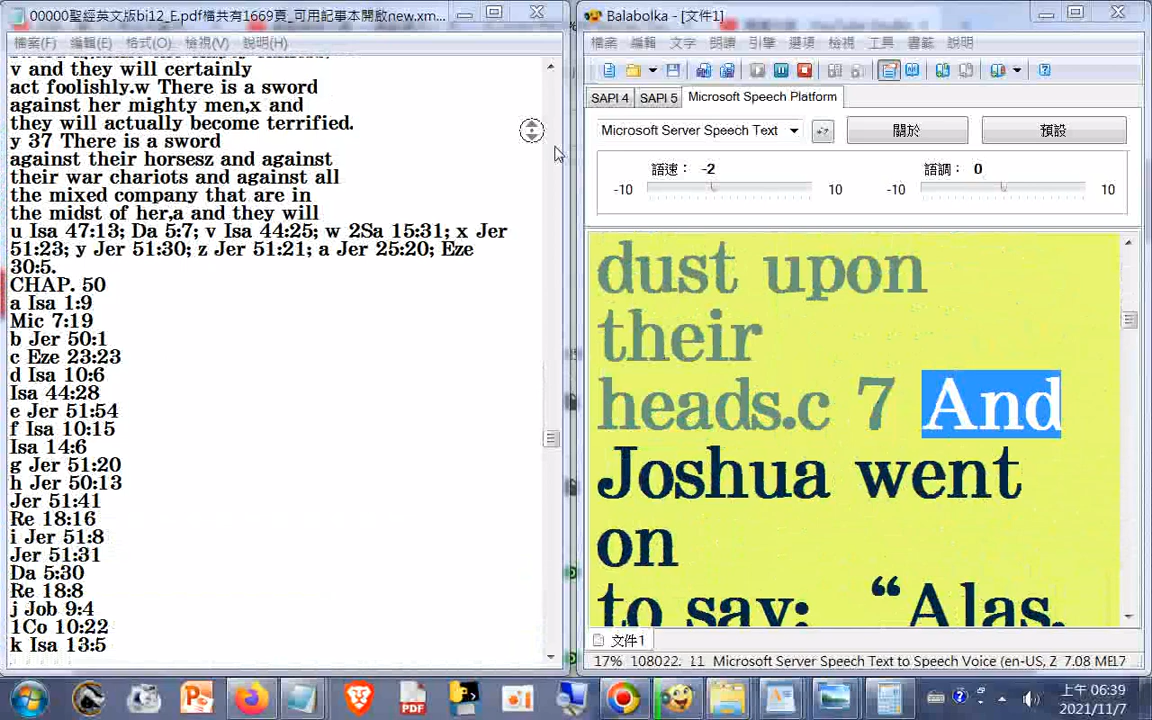 00000聖經英文版bi12_E.pdf檔共有1669頁_可用記事本開啟new.xm...
檔案(F) 編輯(E) 格式(O) 檢視(V) 說明(H)
v and they will certainly
act foolishly.w There is a sword
against her mighty men,x and
they will actually become terrified.
y 37 There is a sword
against their horsesz and against
their war chariots and against all
the mixed company that are in
the midst of her,a and they will
u Isa 47:13; Da 5:7; v Isa 44:25; w 2Sa 15:31; x Jer
51:23; y Jer 51:30; z Jer 51:21; a Jer 25:20; Eze
30:5.
CHAP. 50
a Isa 1:9
Mic 7:19
b Jer 50:1
c Eze 23:23
d Isa 10:6
Isa 44:28
e Jer 51:54
f Isa 10:15
Isa 14:6
g Jer 51:20
h Jer 50:13
Jer 51:41
Re 18:16
i Jer 51:8
Jer 51:31
Da 5:30
Re 18:8
j Job 9:4
1Co 10:22
k Isa 13:5
Balabolka - [文件1]
檔案 編輯 文字 朗讀 引擎 選項 檢視 工具 書籤 說明
SAPI 4 SAPI 5 Microsoft Speech Platform
Microsoft Server Speech Text 關於 預設
語速： -2 語調： 0
-10 10 -10 10
dust upon
their
heads.c 7 And
Joshua went
on
to say: “Alas,
文件1
17% 108022. 11 Microsoft Server Speech Text to Speech Voice (en-US, Z 7.08 ME
上午 06:39
2021/11/7